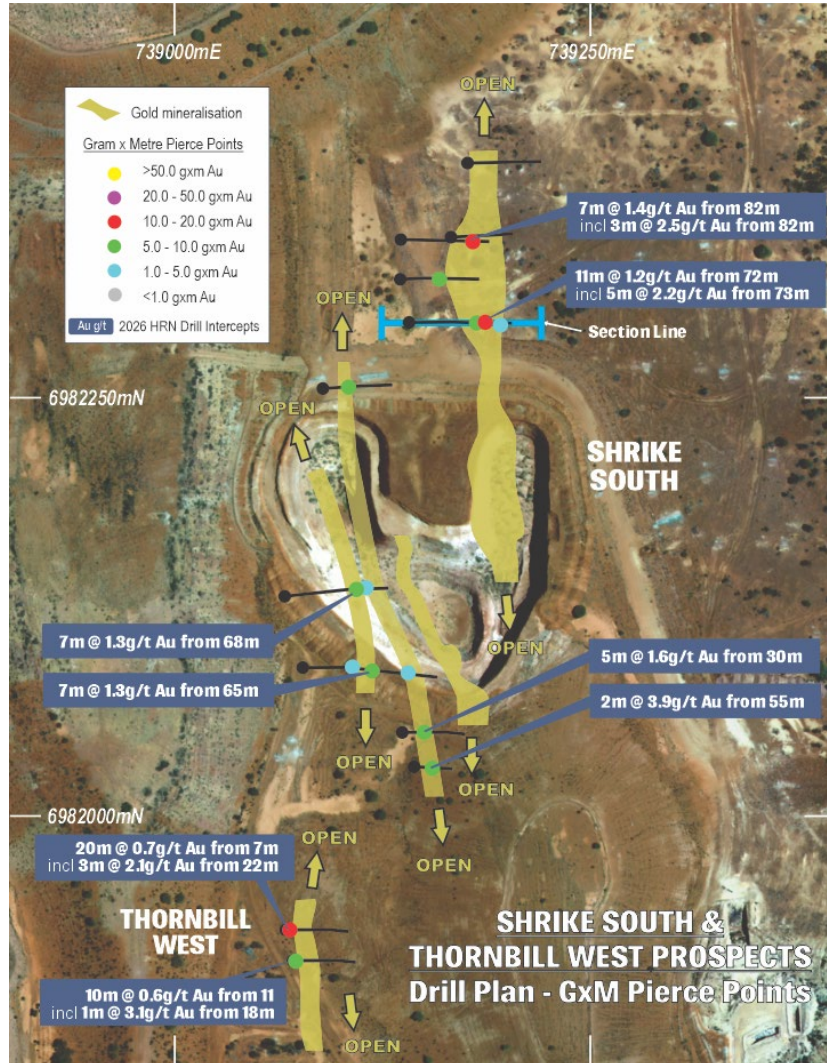 739000mE
739250mE
OPEN
Gold mineralisation
Gram x Metre Pierce Points
>50.0 gxm Au
20.0 - 50.0 gxm Au
10.0 - 20.0 gxm Au
5.0 - 10.0 gxm Au
1.0 - 5.0 gxm Au
<1.0 gxm Au
Au g/t 2026 HRN Drill Intercepts
7m @ 1.4g/t Au from 82m
incl 3m @ 2.5g/t Au from 82m
11m @ 1.2g/t Au from 72m
incl 5m @ 2.2g/t Au from 73m
OPEN
Section Line
6982250mN
OPEN
SHRIKE
SOUTH
7m @ 1.3g/t Au from 68m
OPEN
5m @ 1.6g/t Au from 30m
7m @ 1.3g/t Au from 65m
2m @ 3.9g/t Au from 55m
OPEN
OPEN
6982000mN
OPEN
OPEN
20m @ 0.7g/t Au from 7m
incl 3m @ 2.1g/t Au from 22m
THORNBILL
WEST
SHRIKE SOUTH &
THORNBILL WEST PROSPECTS
Drill Plan - GxM Pierce Points
10m @ 0.6g/t Au from 11
incl 1m @ 3.1g/t Au from 18m
OPEN